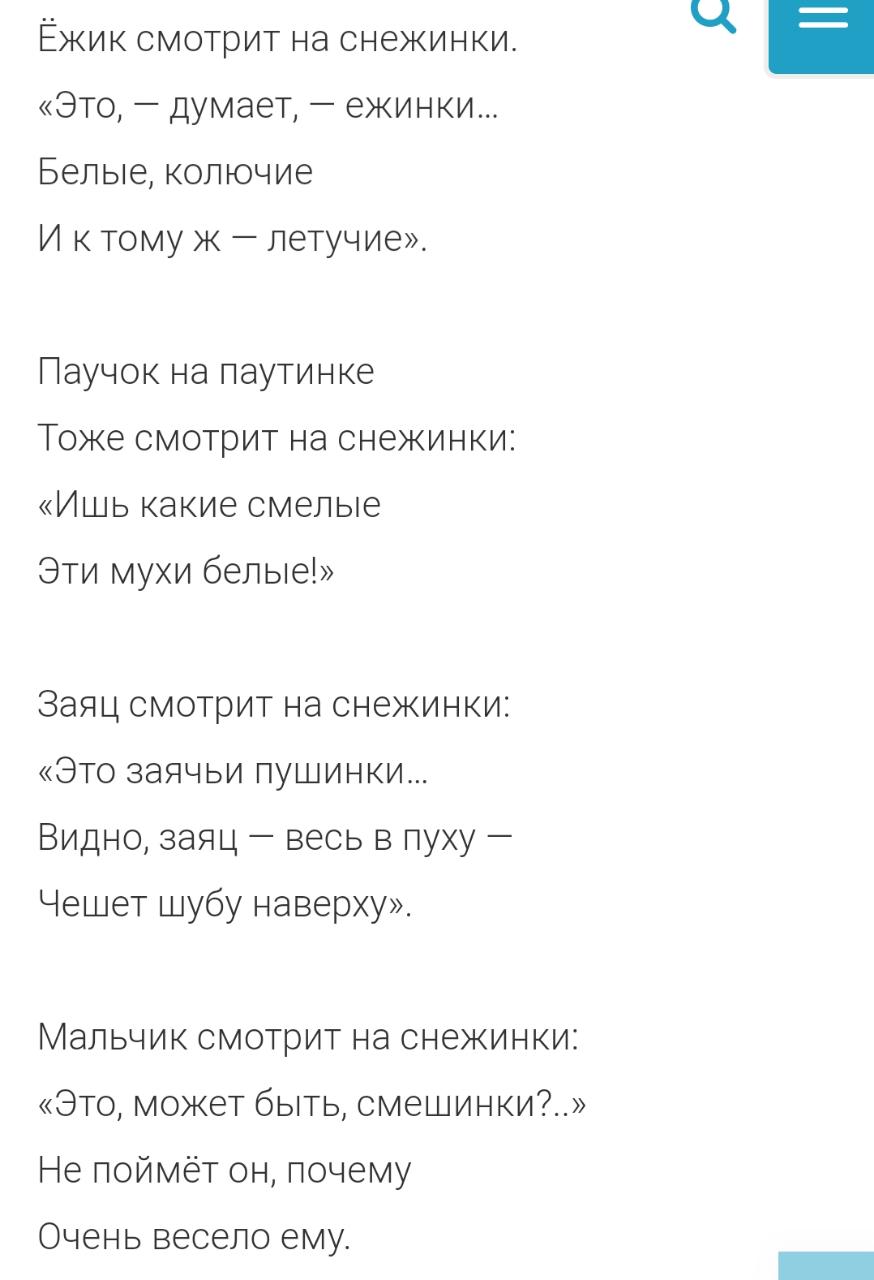 Ёжик смотрит на снежинки.
«Это, — думает, — ежинки...
Белые, колючие
И к тому ж — летучие».
Паучок на паутинке
Тоже смотрит на снежинки:
«Ишь какие смелые
Эти мухи белые!»
Заяц смотрит на снежинки:
«Это заячьи пушинки...
Видно, заяц — весь в пуху —
Чешет шубу наверху».
Мальчик смотрит на снежинки:
«Это, может быть, смешинки?..»
Не поймёт он, почему
Очень весело ему.